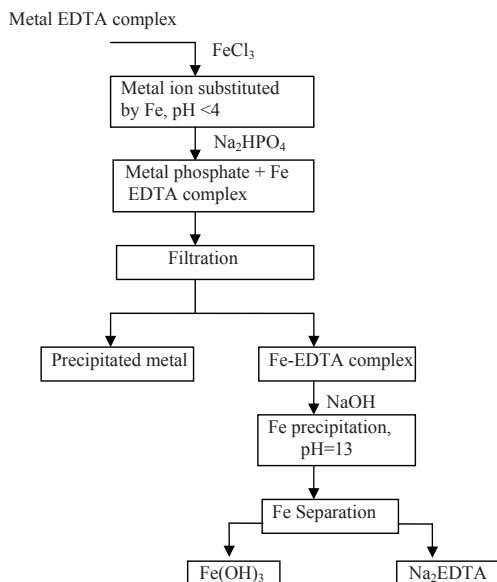 Metal EDTA complex
FeCl₃
Metal ion substituted
by Fe, pH <4
Na₂HPO₄
Metal phosphate + Fe
EDTA complex
Filtration
Precipitated metal
Fe-EDTA complex
NaOH
Fe precipitation,
pH=13
Fe Separation
Fe(OH)₃
Na₂EDTA